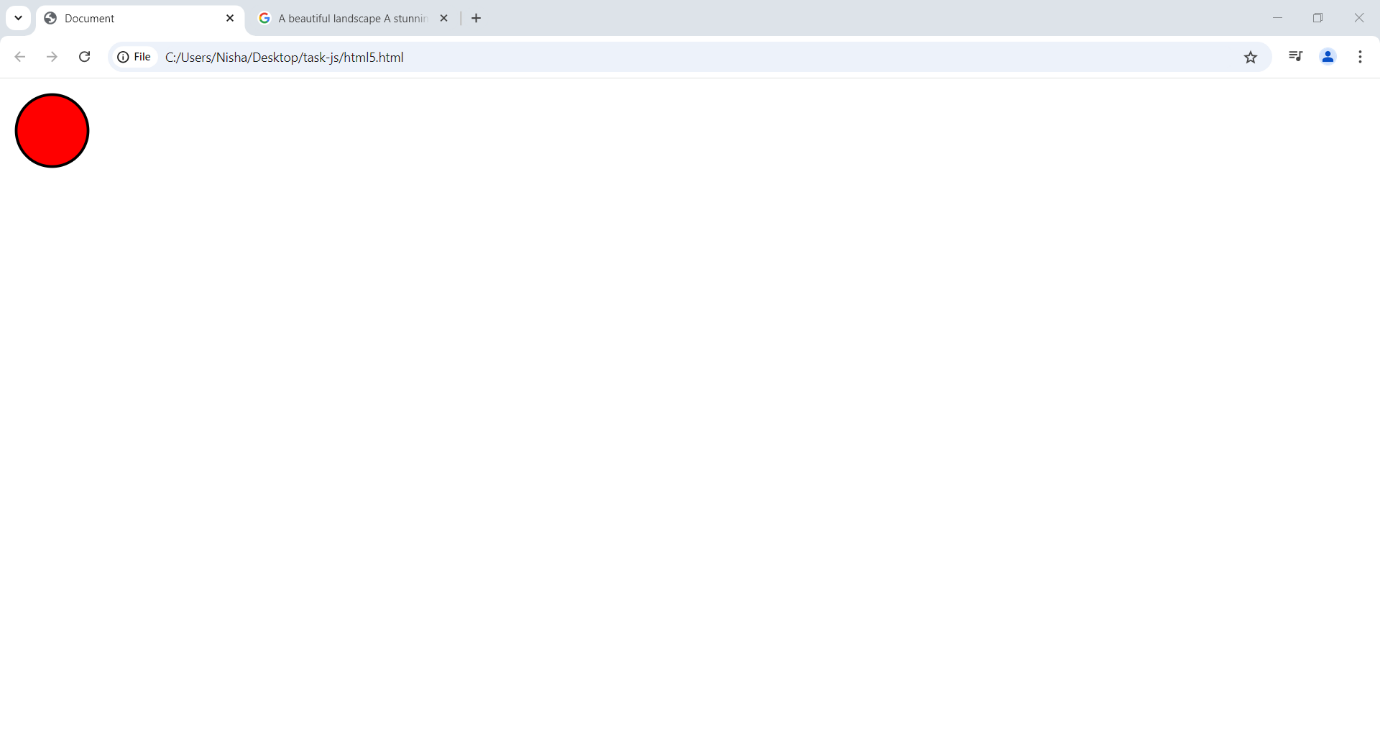 Document
A beautiful landscape A stunnin
File
C:/Users/Nisha/Desktop/task-js/html5.html